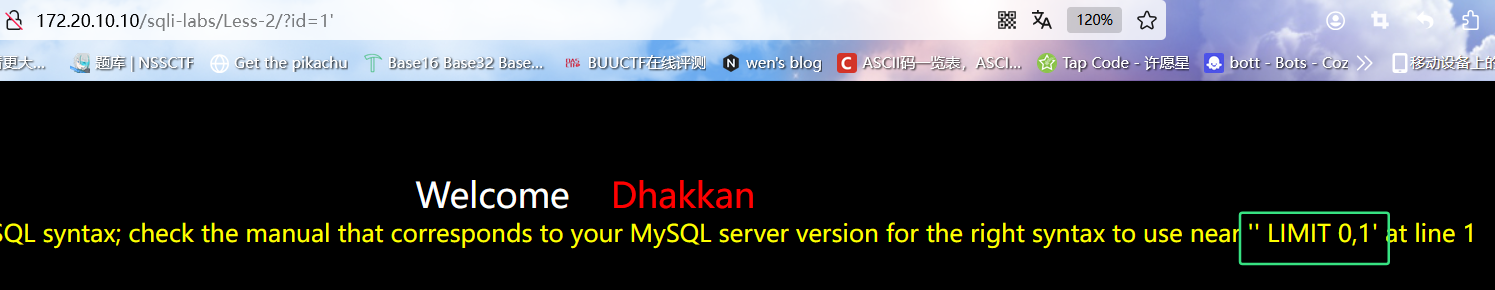 172.20.10.10/sqli-labs/Less-2/?id=1' 120%
更大... 题库 | NSSCTF Get the pikachu Base16 Base32 Base... BUUCTF在线评测 wen's blog C ASCII码一览表，ASCI... Tap Code - 许愿星 bott - Bots - Coz 移动设备上的
Welcome Dhakkan
SQL syntax; check the manual that corresponds to your MySQL server version for the right syntax to use near '' LIMIT 0,1' at line 1